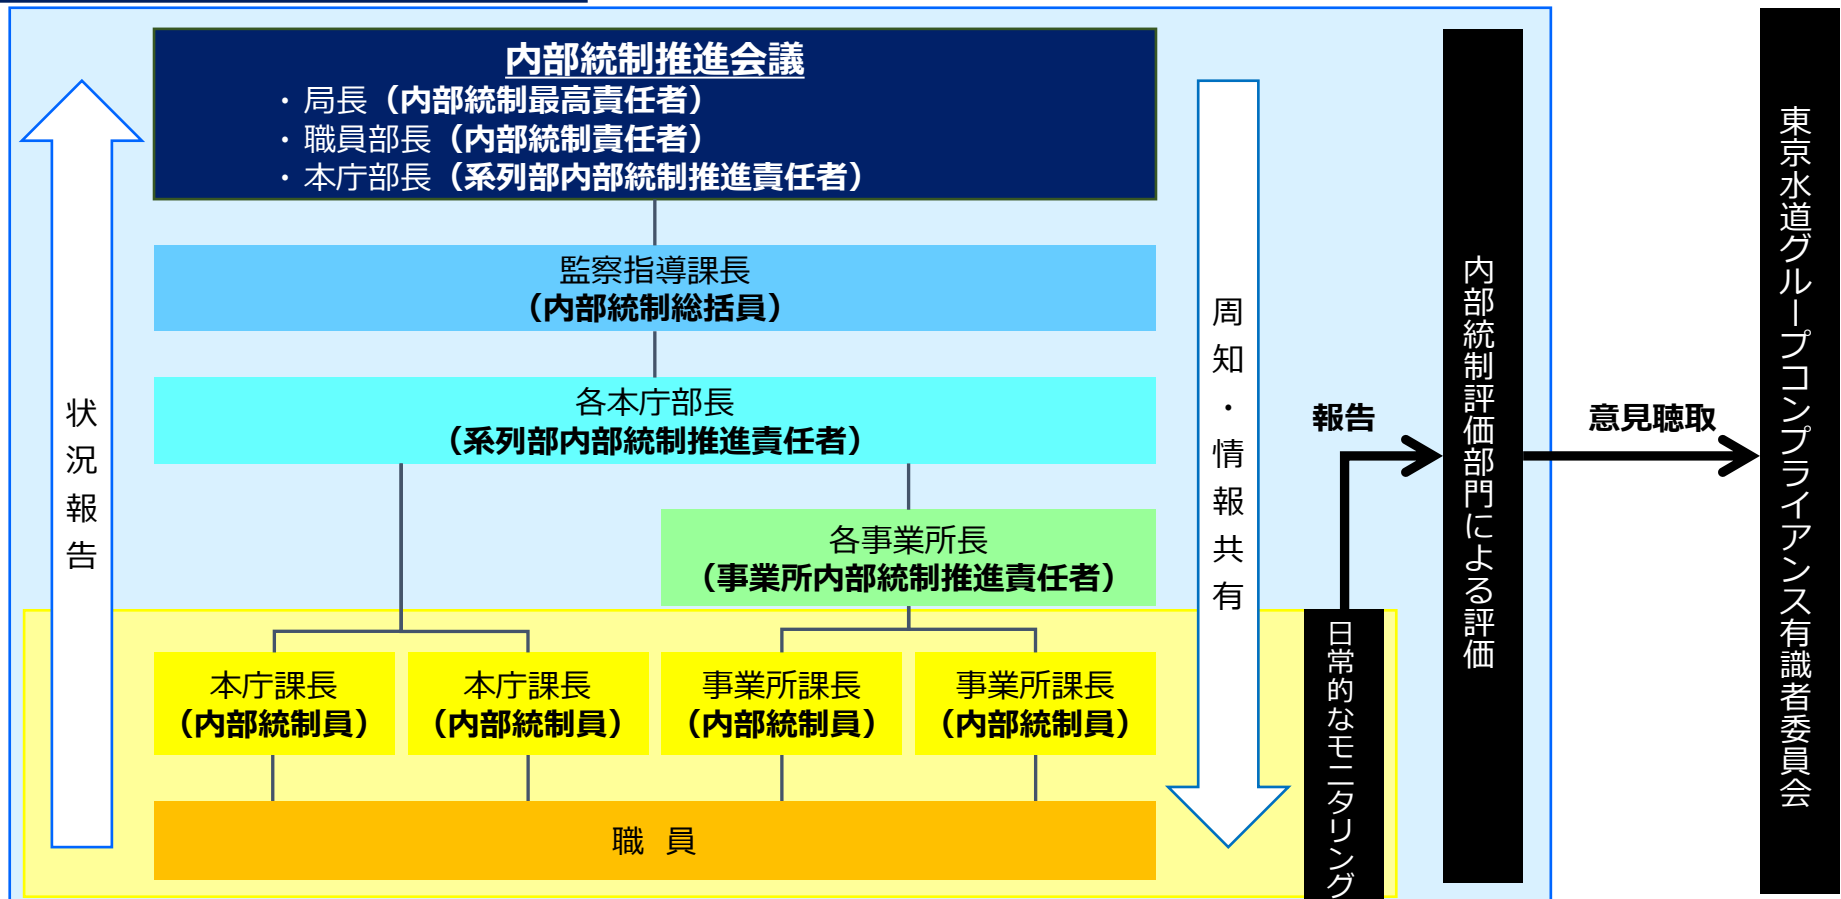 内部統制推進会議
・局長（内部統制最高責任者）
・職員部長（内部統制責任者）
・本庁部長（系列部内部統制推進責任者）
監察指導課長
（内部統制総括員）
各本庁部長
（系列部内部統制推進責任者）
各事業所長
（事業所内部統制推進責任者）
本庁課長
（内部統制員）
本庁課長
（内部統制員）
事業所課長
（内部統制員）
事業所課長
（内部統制員）
職 員
状況報告
周知・情報共有
日常的なモニタリング
報告
内部統制評価部門による評価
意見聴取
東京水道グループコンプライアンス有識者委員会